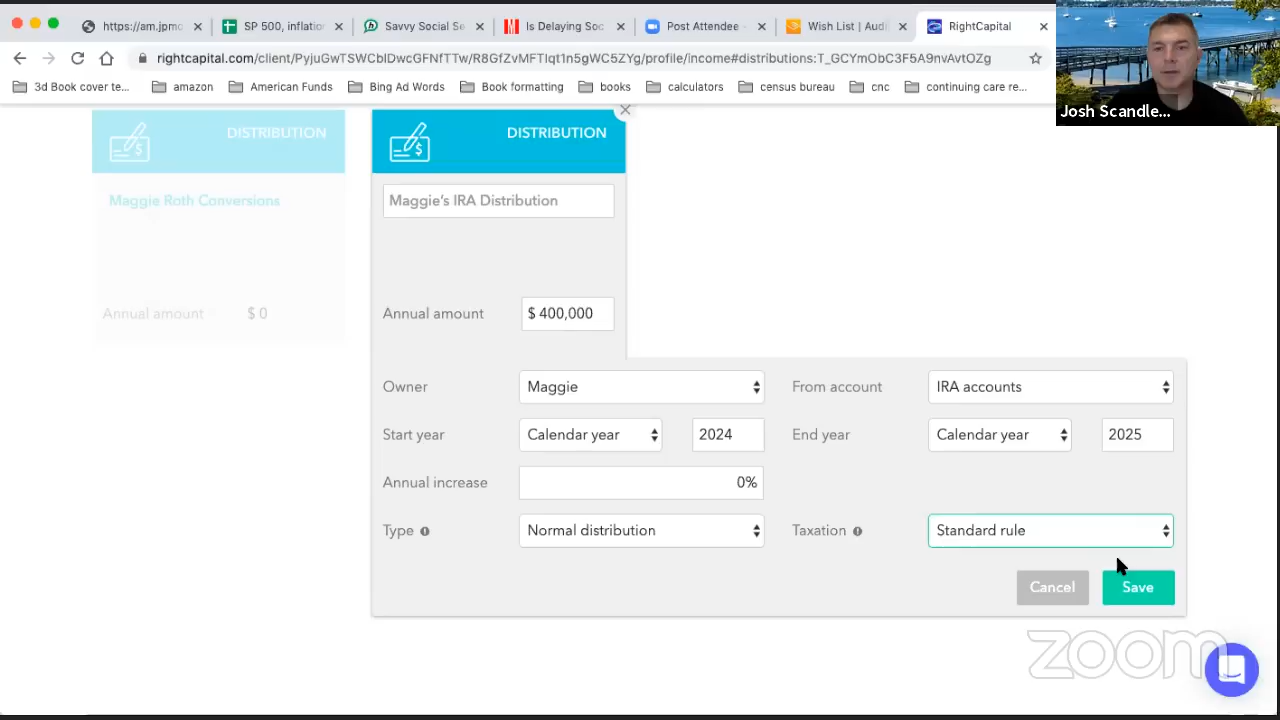 https://am.jpmo
SP 500, inflation
Savvy Social Se
Is Delaying Soc
Post Attendee -
Wish List | Audi
RightCapital
rightcapital.com/client/PyjuGwTSWCbIDwcGFNfTTw/R8GfZvMFTIqt1n5gWC5ZYg/profile/income#distributions:T_GCYmObC3F5A9nvAvtOZg
3d Book cover te...
amazon
American Funds
Bing Ad Words
Book formatting
books
calculators
census bureau
cnc
continuing care re...
Josh Scandle...
DISTRIBUTION
Maggie Roth Conversions
Annual amount $ 0
DISTRIBUTION
Maggie's IRA Distribution
Annual amount $ 400,000
Owner Maggie From account IRA accounts
Start year Calendar year 2024 End year Calendar year 2025
Annual increase 0%
Type Normal distribution Taxation Standard rule
Cancel Save
zoom